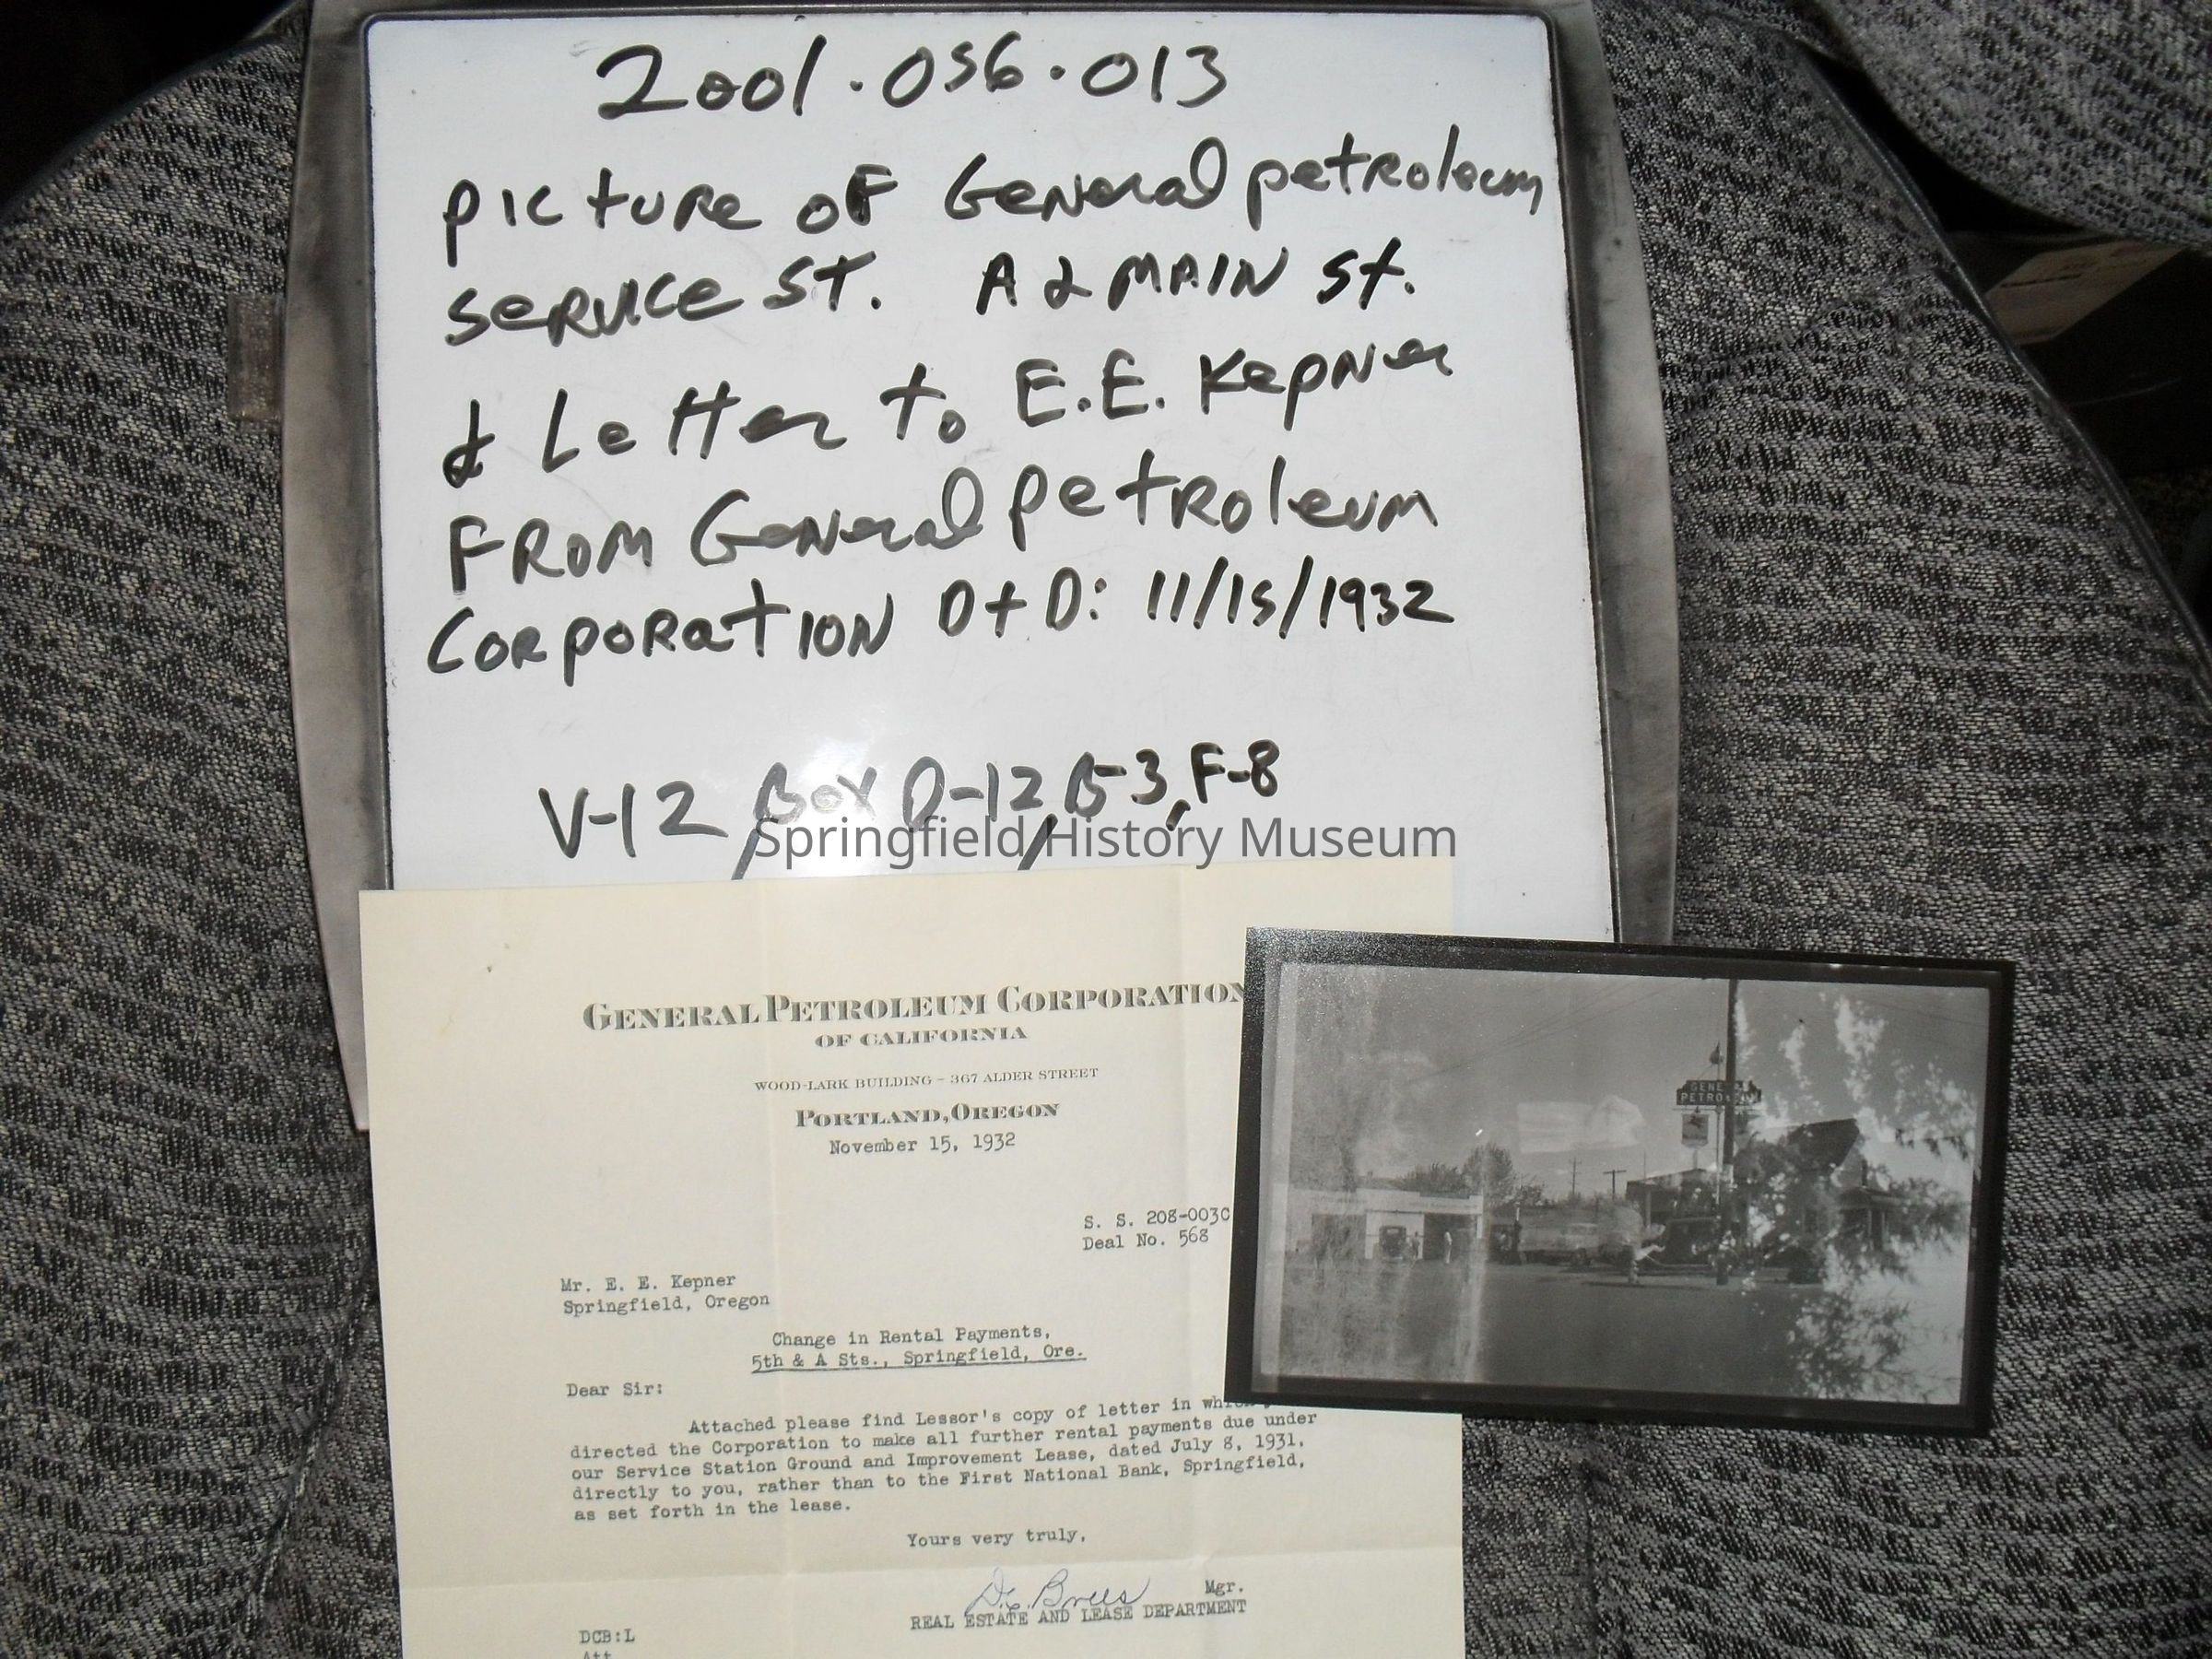 2001.056.013
PICTURE OF General petroleum
SERVICE ST. A & MAIN St.
& Letter to E.E. Kepner
FROM General Petroleum
CORPORATION D+D: 11/15/1932
V-12, Box D-12, B-3, F-8
Springfield History Museum
GENERAL PETROLEUM CORPORATION
OF CALIFORNIA
WOOD-LARK BUILDING – 367 ALDER STREET
PORTLAND, OREGON
November 15, 1932
S. S. 208-003C
Deal No. 568
Mr. E. E. Kepner
Springfield, Oregon
Change in Rental Payments,
5th & A Sts., Springfield, Ore.
Dear Sir:
Attached please find Lessor's copy of letter in
directed the Corporation to make all further rental payments due under
our Service Station Ground and Improvement Lease, dated July 8, 1931,
directly to you, rather than to the First National Bank, Springfield,
as set forth in the lease.
Yours very truly,
Mgr.
REAL ESTATE AND LEASE DEPARTMENT
DCB:L
Att
GENE
PETRO